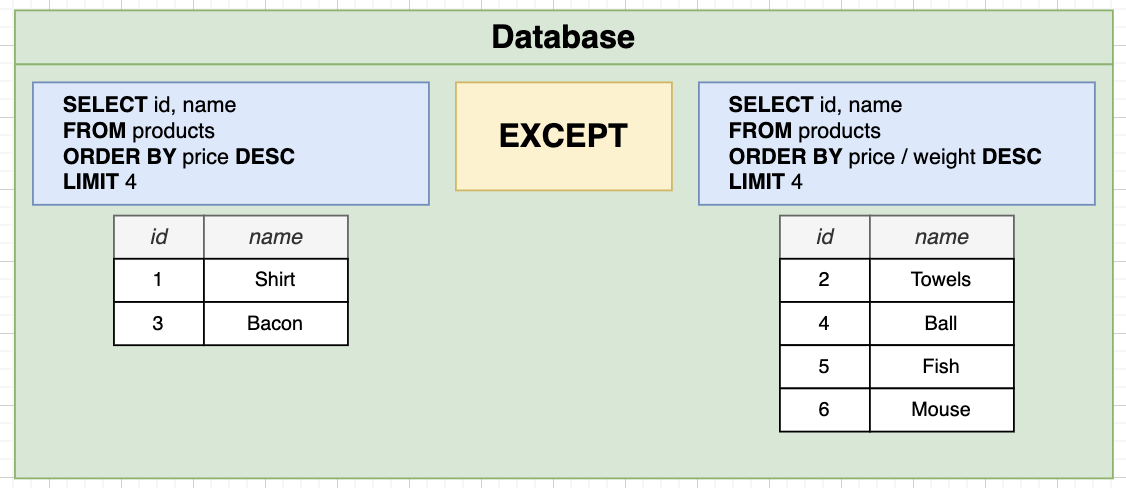 Database
SELECT id, name
FROM products
ORDER BY price DESC
LIMIT 4
EXCEPT
SELECT id, name
FROM products
ORDER BY price / weight DESC
LIMIT 4
id name
1 Shirt
3 Bacon
id name
2 Towels
4 Ball
5 Fish
6 Mouse